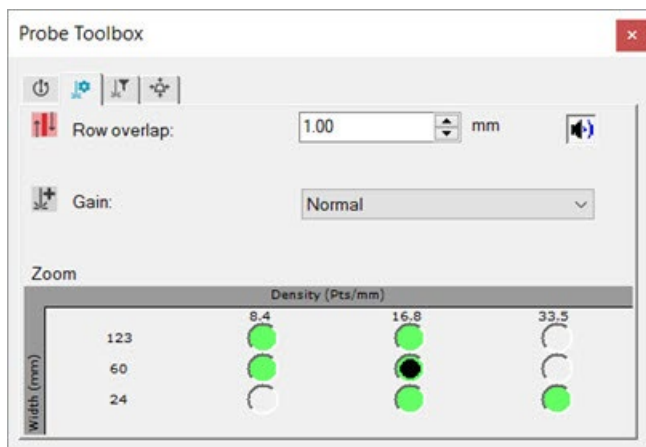 Probe Toolbox
Row overlap: 1.00 mm
Gain: Normal
Zoom
Density (Pts/mm)
8.4 16.8 33.5
123
60
24
Width (mm)